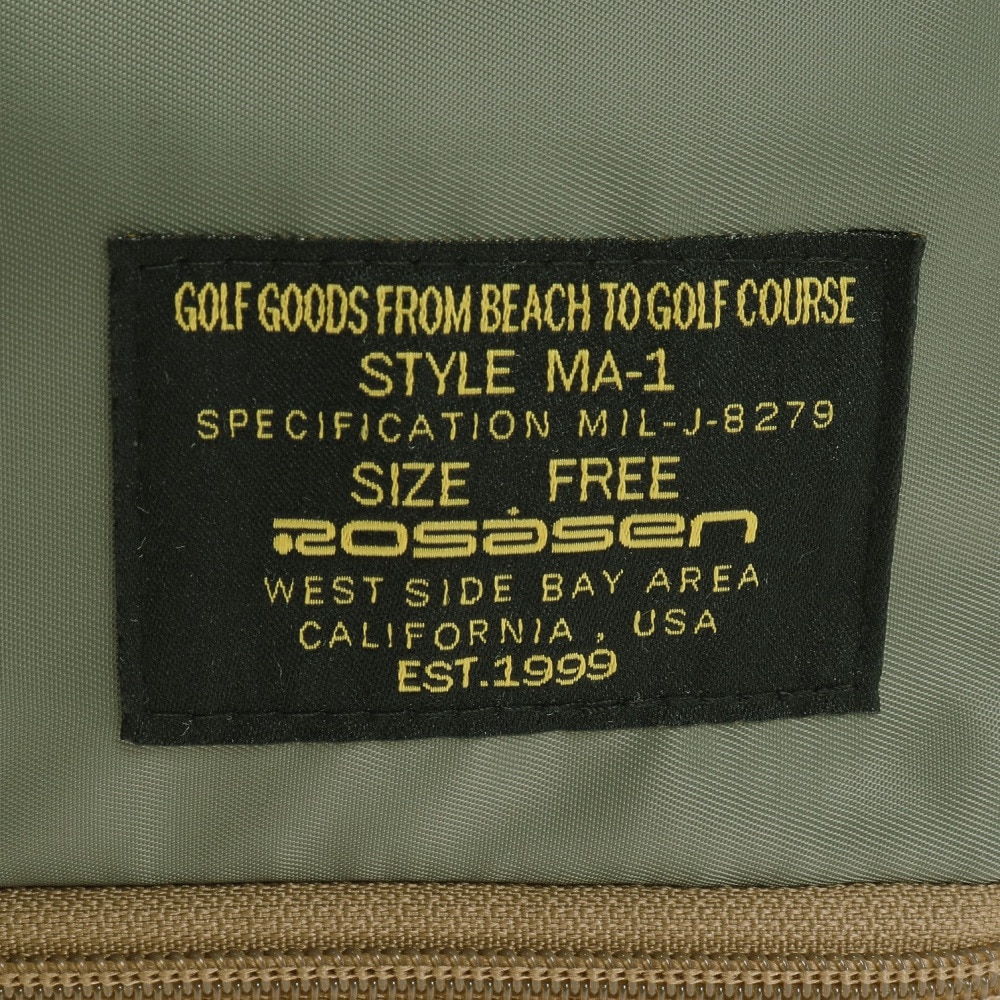 GOLF GOODS FROM BEACH TO GOLF COURSE
STYLE MA-1
SPECIFICATION MIL-J-8279
SIZE FREE
ROSASEN
WEST SIDE BAY AREA
CALIFORNIA, USA
EST.1999